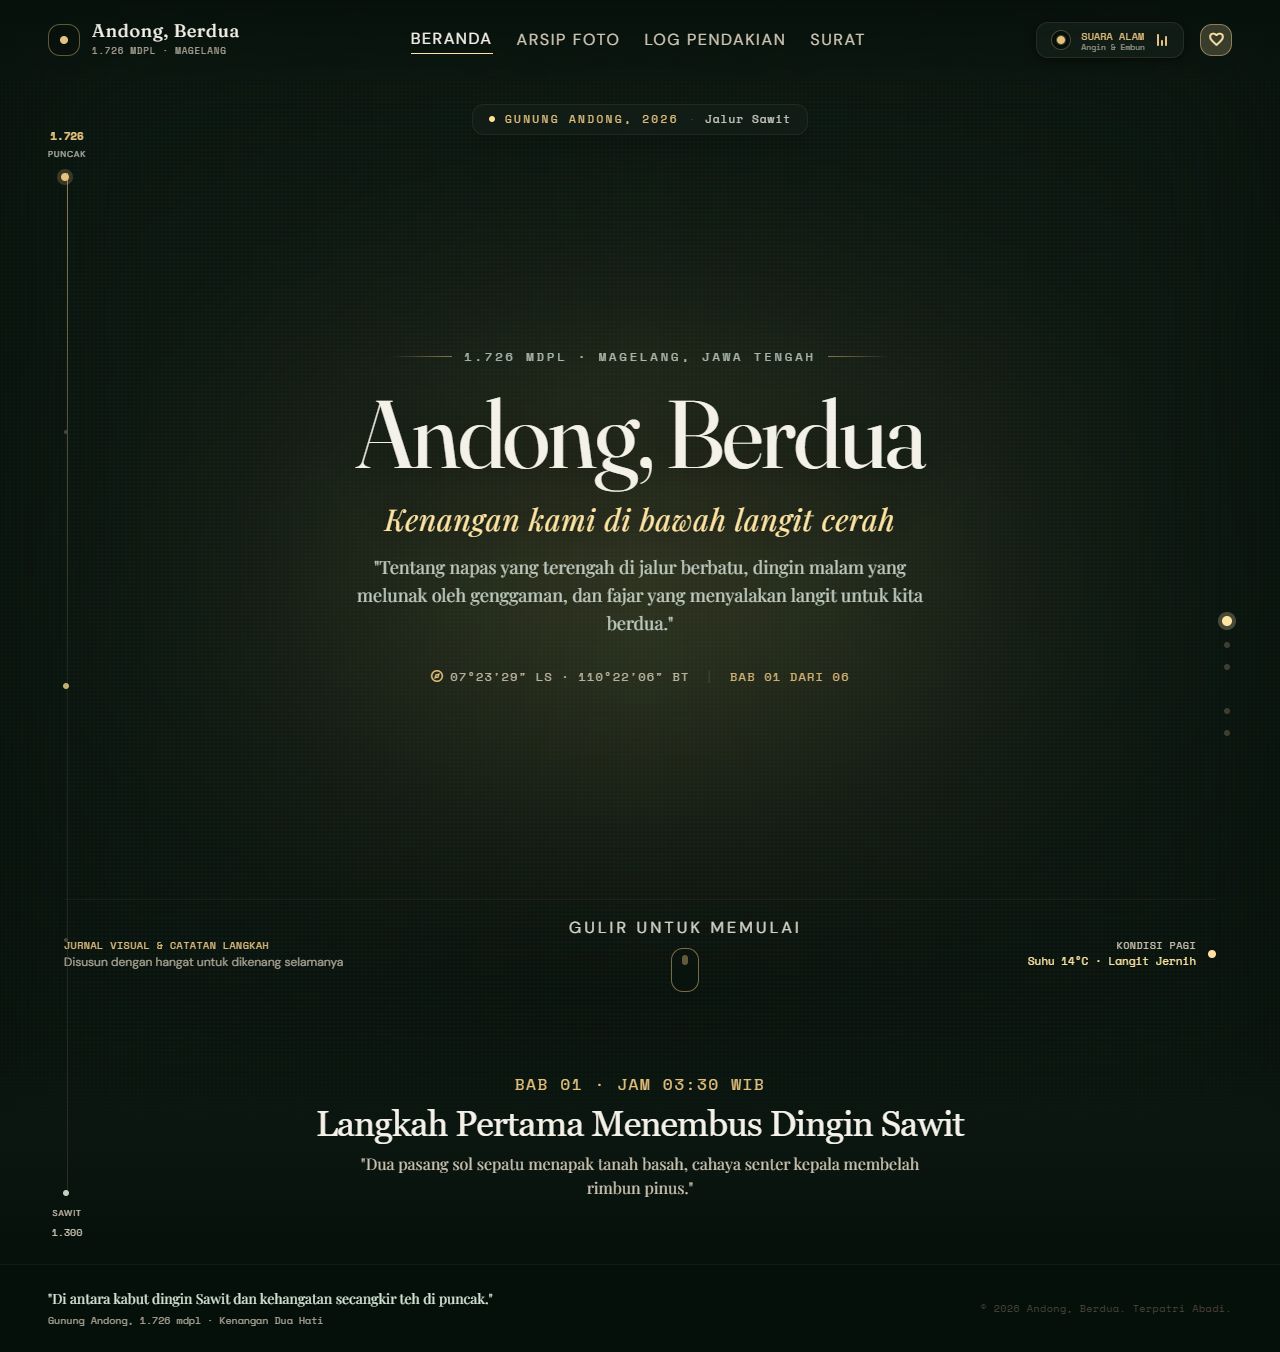 Andong, Berdua
1.726 MDPL · MAGELANG
BERANDA
ARSIP FOTO
LOG PENDAKIAN
SURAT
SUARA ALAM
Angin & Embun
GUNUNG ANDONG, 2026 · Jalur Sawit
1.726
PUNCAK
1.726 MDPL · MAGELANG, JAWA TENGAH
Andong, Berdua
Kenangan kami di bawah langit cerah
"Tentang napas yang terengah di jalur berbatu, dingin malam yang
melunak oleh genggaman, dan fajar yang menyalakan langit untuk kita
berdua."
07°23'29" LS · 110°22'06" BT | BAB 01 DARI 06
GULIR UNTUK MEMULAI
JURNAL VISUAL & CATATAN LANGKAH
Disusun dengan hangat untuk dikenang selamanya
KONDISI PAGI
Suhu 14°C · Langit Jernih
BAB 01 · JAM 03:30 WIB
Langkah Pertama Menembus Dingin Sawit
"Dua pasang sol sepatu menapak tanah basah, cahaya senter kepala membelah
rimbun pinus."
SAWIT
1.300
"Di antara kabut dingin Sawit dan kehangatan secangkir teh di puncak."
Gunung Andong, 1.726 mdpl · Kenangan Dua Hati
© 2026 Andong, Berdua. Terpatri Abadi.